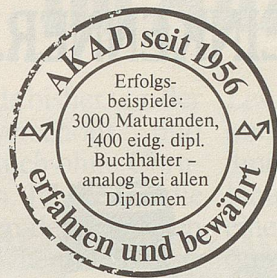 AKAD seit 1956
Erfolgs-
beispiele:
3000 Maturanden,
1400 eidg. dipl.
Buchhalter –
analog bei allen
Diplomen
erfahren und bewährt